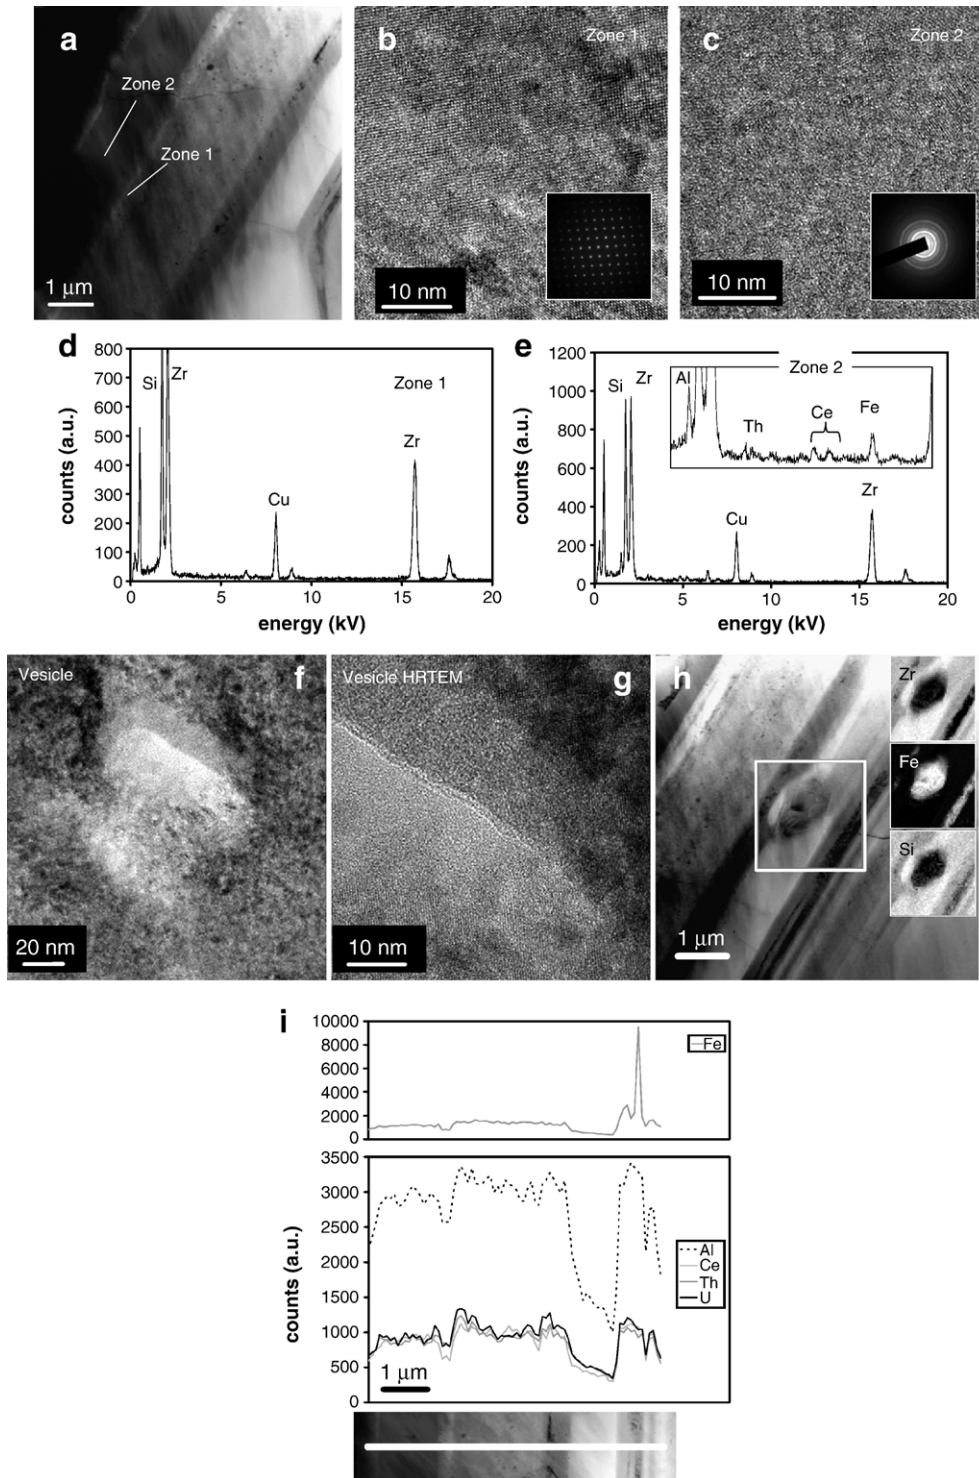 a
Zone 2
Zone 1
1 μm
b
Zone 1
10 nm
c
Zone 2
10 nm
d
800
700
600
500
400
300
200
100
0
counts (a.u.)
Si
Zr
Zone 1
Zr
Cu
0
5
10
15
20
energy (kV)
e
1200
1000
800
600
400
200
0
counts (a.u.)
Si
Zr
Zone 2
Al
Th
Ce
Fe
Cu
Zr
0
5
10
15
20
energy (kV)
Vesicle
f
20 nm
Vesicle HRTEM
g
10 nm
h
1 μm
Zr
Fe
Si
i
10000
8000
6000
4000
2000
0
Fe
3500
3000
2500
2000
1500
1000
500
0
counts (a.u.)
Al
Ce
Th
U
1 μm